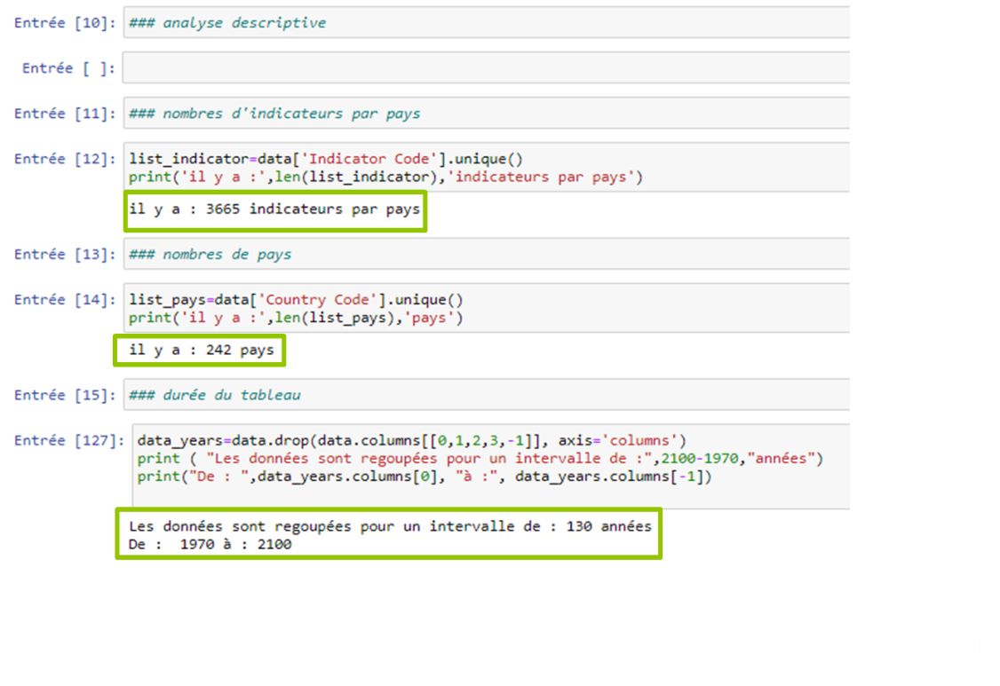 Entrée [10]: ### analyse descriptive
Entrée [ ]:
Entrée [11]: ### nombres d'indicateurs par pays
Entrée [12]: list_indicator=data['Indicator Code'].unique()
print('il y a :',len(list_indicator),'indicateurs par pays')
il y a : 3665 indicateurs par pays
Entrée [13]: ### nombres de pays
Entrée [14]: list_pays=data['Country Code'].unique()
print('il y a :',len(list_pays),'pays')
il y a : 242 pays
Entrée [15]: ### durée du tableau
Entrée [127]: data_years=data.drop(data.columns[[0,1,2,3,-1]], axis='columns')
print ( "Les données sont regoupées pour un intervalle de :",2100-1970,"années")
print("De : ",data_years.columns[0], "à :", data_years.columns[-1])
Les données sont regoupées pour un intervalle de : 130 années
De :  1970 à : 2100